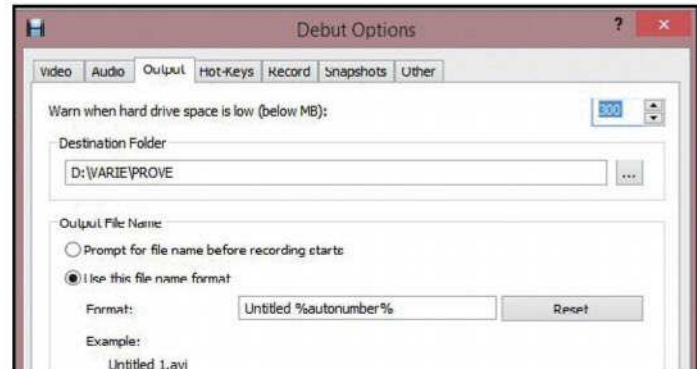 Debut Options ?
Video Audio Output Hot-Keys Record Snapshots Other
Warn when hard drive space is low (below MB): 300
Destination Folder
D:\VARIE\PROVE ...
Output File Name
Prompt for file name before recording starts
Use this file name format
Format: Untitled %autonumber% Reset
Example:
Untitled 1.avi